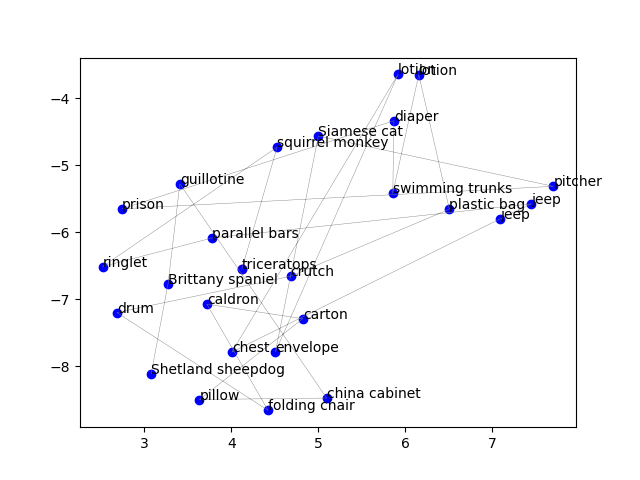 lotion
lotion
−4
diaper
Siamese cat
squirrel monkey
−5
guillotine
pitcher
swimming trunks
prison
plastic bag
jeep
jeep
−6
parallel bars
ringlet
triceratops
crutch
Brittany spaniel
−7
caldron
drum
carton
chest
envelope
−8
Shetland sheepdog
pillow
china cabinet
folding chair
3 4 5 6 7